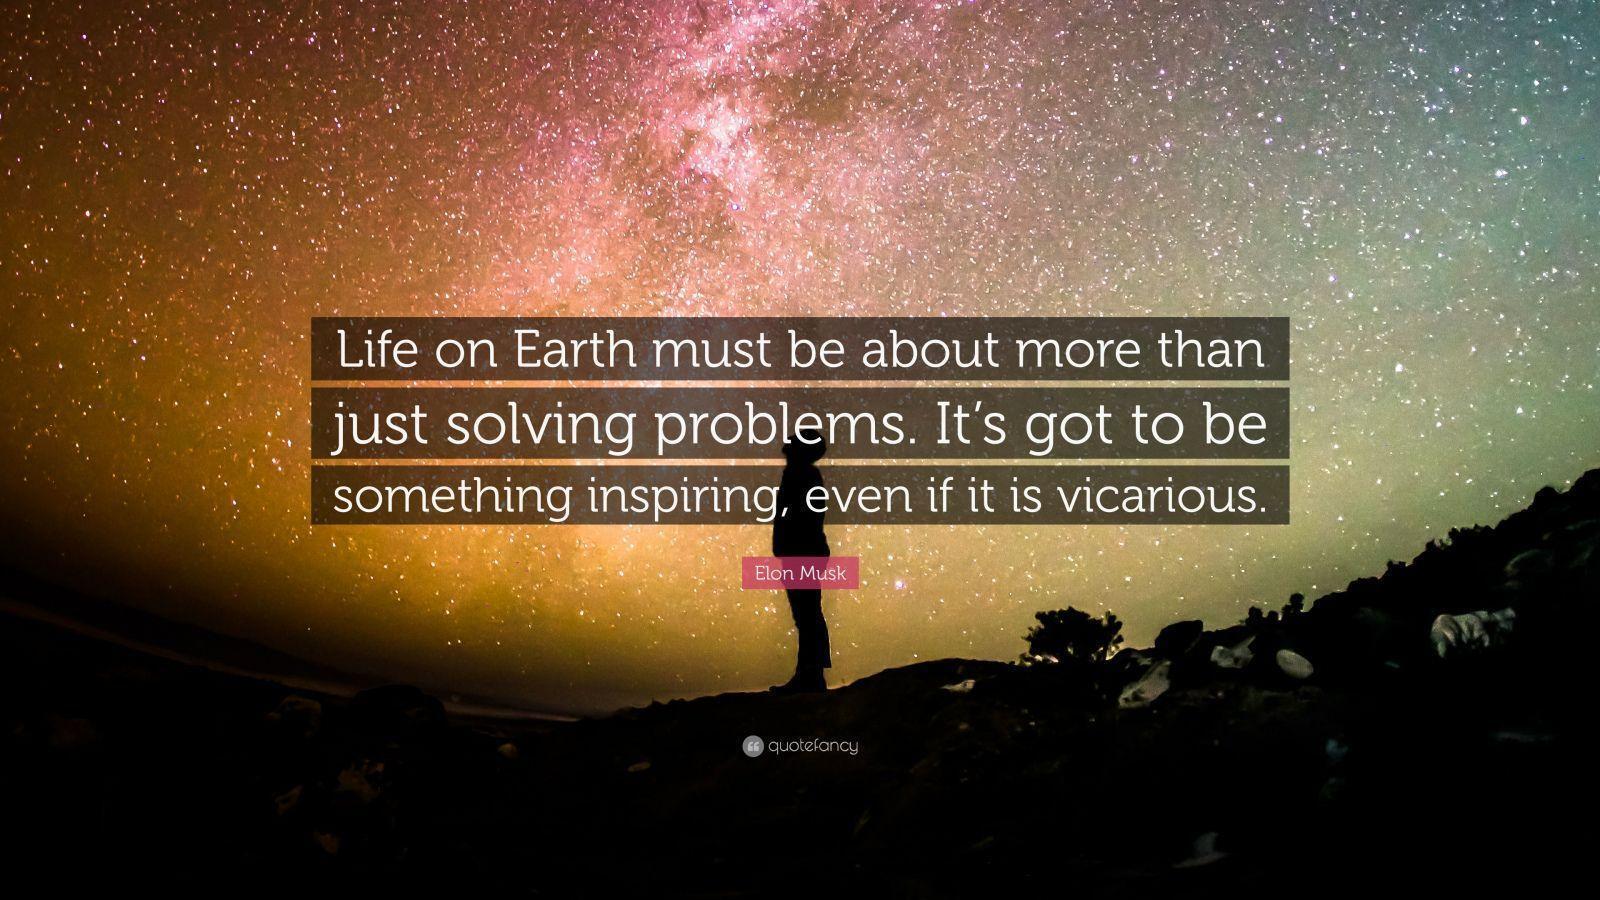 Life on Earth must be about more than
just solving problems. It’s got to be
something inspiring, even if it is vicarious.
Elon Musk
quotefancy